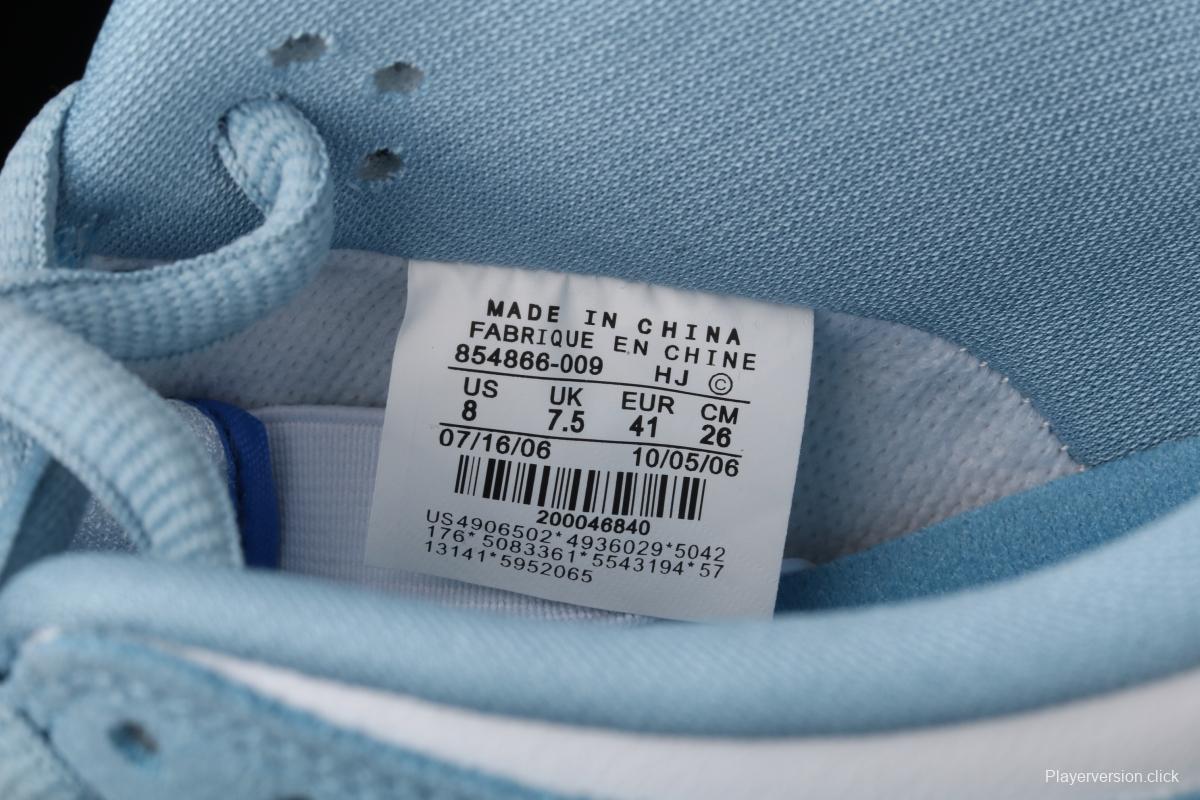 MADE IN CHINA
FABRIQUE EN CHINE
854866-009 HJ ©
US UK EUR CM
8 7.5 41 26
07/16/06 10/05/06
200046840
US4906502*4936029*5042
176*5083361*5543194*57
13141*5952065
Playerversion.click